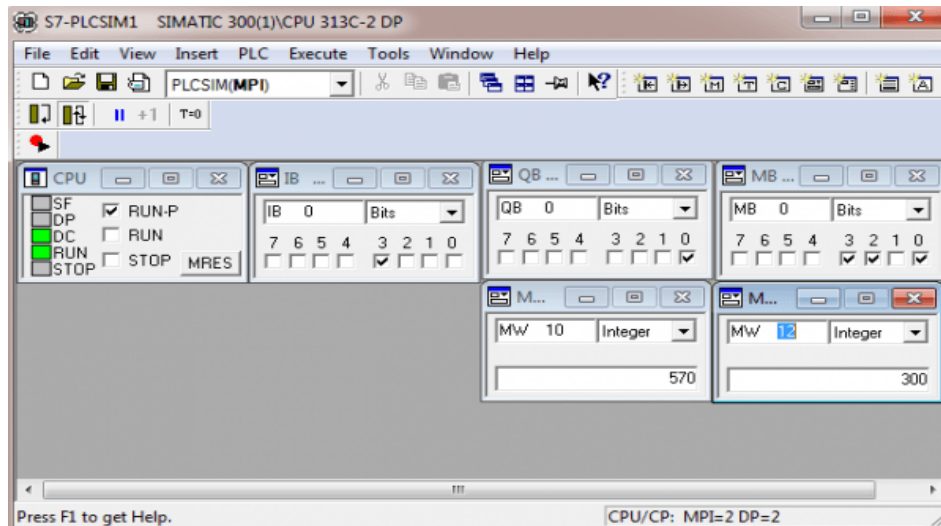 S7-PLCSIM1 SIMATIC 300(1)\CPU 313C-2 DP
File Edit View Insert PLC Execute Tools Window Help
PLCSIM(MPI)
+1 T=0
CPU
SF
DP
DC
RUN
STOP
RUN-P
RUN
STOP MRES
IB ...
IB 0 Bits
7 6 5 4 3 2 1 0
QB ...
QB 0 Bits
7 6 5 4 3 2 1 0
MB ...
MB 0 Bits
7 6 5 4 3 2 1 0
M...
MW 10 Integer
570
M...
MW 12 Integer
300
Press F1 to get Help.
CPU/CP: MPI=2 DP=2